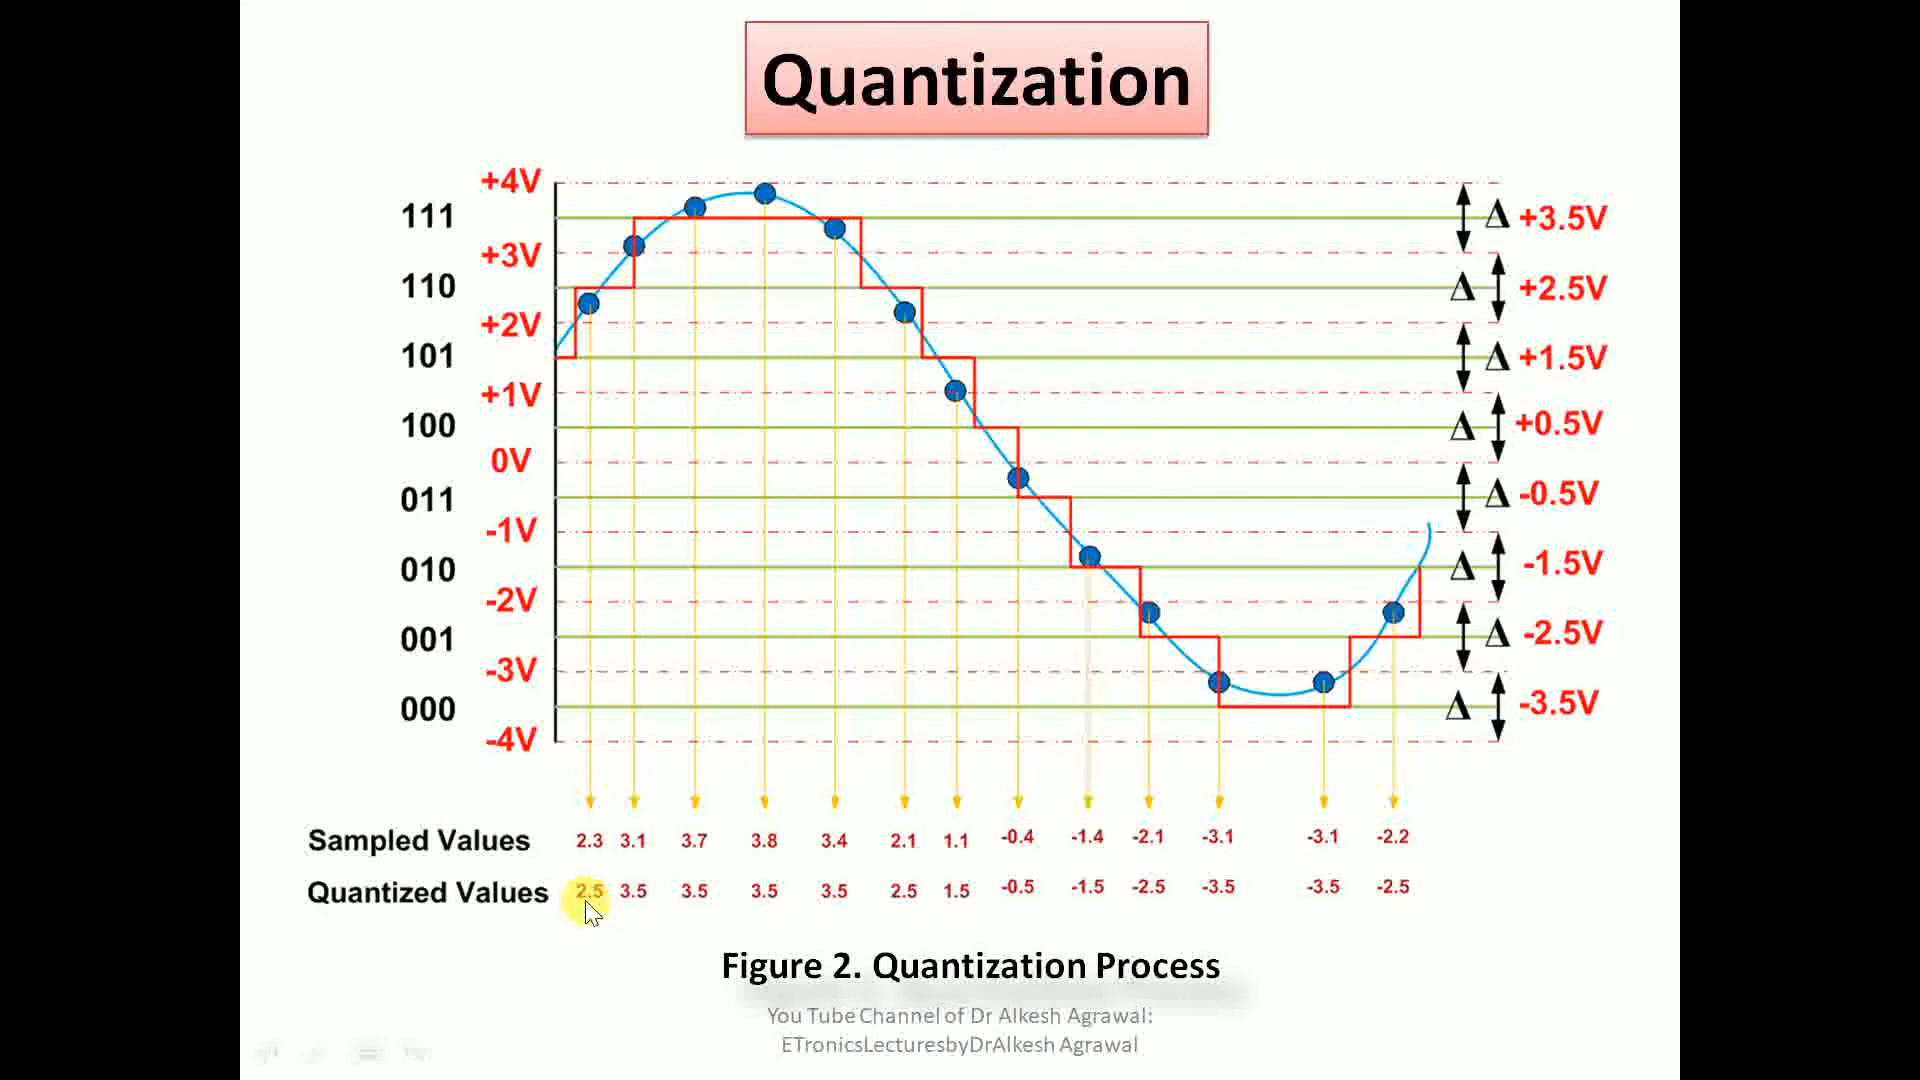 Quantization
+4V
111
Δ +3.5V
+3V
110
Δ +2.5V
+2V
101
Δ +1.5V
+1V
100
Δ +0.5V
0V
011
Δ -0.5V
-1V
010
Δ -1.5V
-2V
001
Δ -2.5V
-3V
000
Δ -3.5V
-4V
Sampled Values 2.3 3.1 3.7 3.8 3.4 2.1 1.1 -0.4 -1.4 -2.1 -3.1 -3.1 -2.2
Quantized Values 2.5 3.5 3.5 3.5 3.5 2.5 1.5 -0.5 -1.5 -2.5 -3.5 -3.5 -2.5
Figure 2. Quantization Process
You Tube Channel of Dr Alkesh Agrawal:
ETronicsLecturesbyDrAlkesh Agrawal